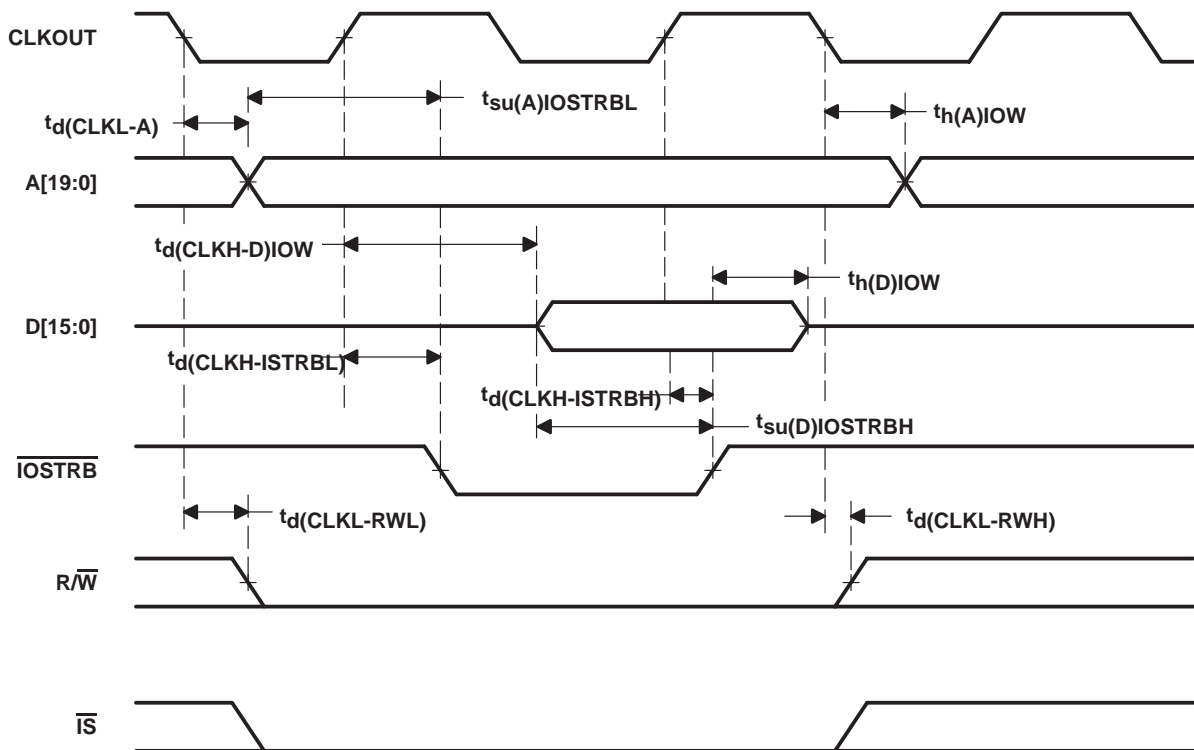 CLKOUT
tsu(A)IOSTRBL
td(CLKL-A)
th(A)IOW
A[19:0]
td(CLKH-D)IOW
th(D)IOW
D[15:0]
td(CLKH-ISTRBL)
td(CLKH-ISTRBH)
tsu(D)IOSTRBH
IOSTRB
td(CLKL-RWL)
td(CLKL-RWH)
R/W
IS